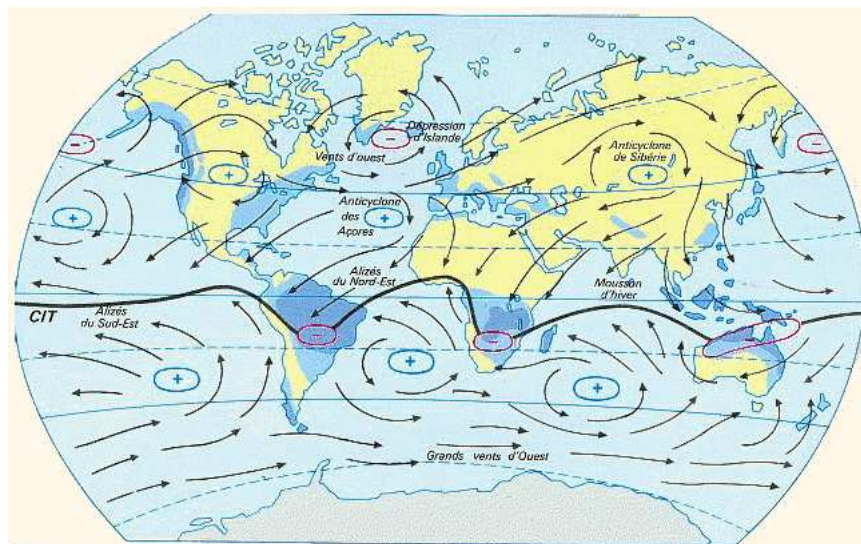 Dépression
d'Islande
Vents d'ouest
Anticyclone
de Sibérie
Anticyclone
des
Açores
Alizés
du Nord-Est
Mousson
d'hiver
CIT
Alizés
du Sud-Est
Grands vents d'Ouest